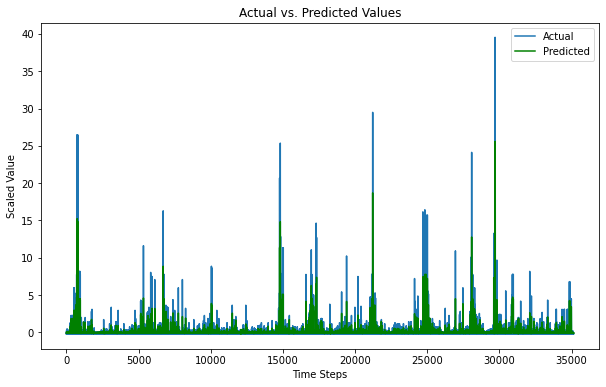 Actual vs. Predicted Values
Actual
Predicted
40
35
30
25
20
15
10
5
0
Scaled Value
0 5000 10000 15000 20000 25000 30000 35000
Time Steps